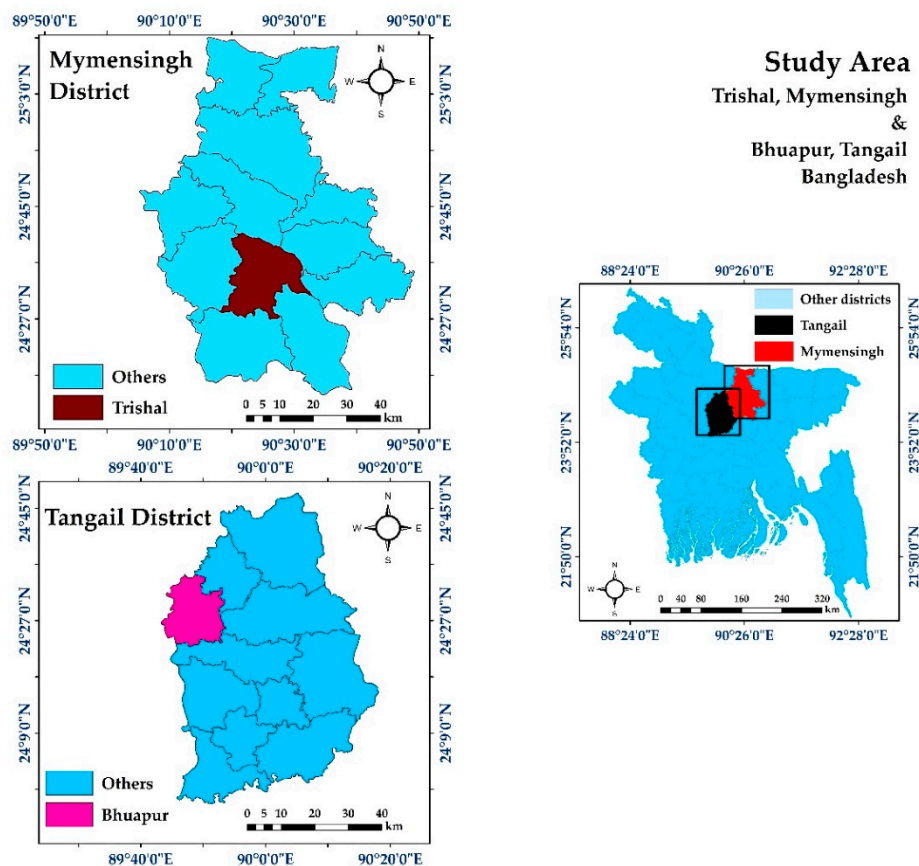 89°50'0"E 90°10'0"E 90°30'0"E 90°50'0"E
Mymensingh
District
N
W E
S
25°3'0"N
24°45'0"N
24°27'0"N
25°3'0"N
24°45'0"N
24°27'0"N
Others
Trishal
0 5 10 20 30 40
km
89°50'0"E 90°10'0"E 90°30'0"E 90°50'0"E
89°40'0"E 90°0'0"E 90°20'0"E
Tangail District
N
W E
S
24°45'0"N
24°27'0"N
24°9'0"N
24°45'0"N
24°27'0"N
24°9'0"N
Others
Bhuapur
0 5 10 20 30 40
km
89°40'0"E 90°0'0"E 90°20'0"E
Study Area
Trishal, Mymensingh
&
Bhuapur, Tangail
Bangladesh
88°24'0"E 90°26'0"E 92°28'0"E
Other districts
Tangail
Mymensingh
25°54'0"N
23°52'0"N
21°50'0"N
25°54'0"N
23°52'0"N
21°50'0"N
N
W E
S
0 40 80 160 240 320
km
88°24'0"E 90°26'0"E 92°28'0"E